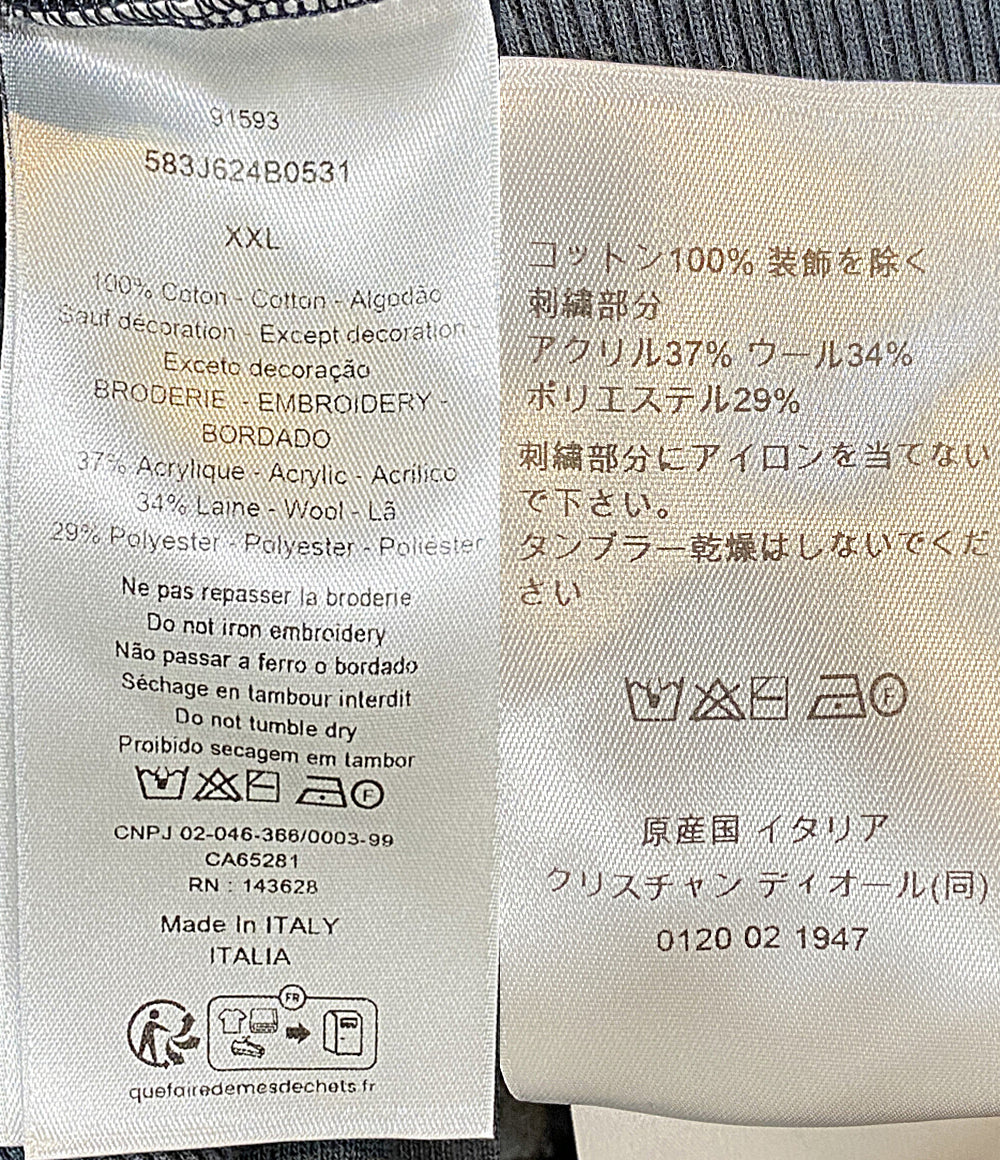 91593
583J624B0531
XXL
100% Coton - Cotton - Algodão
Sauf décoration - Except decoration -
Exceto decoração
BRODERIE - EMBROIDERY -
BORDADO
37% Acrylique - Acrylic - Acrílico
34% Laine - Wool - Lã
29% Polyester - Polyester - Poliéster
Ne pas repasser la broderie
Do not iron embroidery
Não passar a ferro o bordado
Séchage en tambour interdit
Do not tumble dry
Proibido secagem em tambor
F
CNPJ 02-046-366/0003-99
CA65281
RN : 143628
Made In ITALY
ITALIA
FR
quefairedemesdechets.fr
コットン100% 装飾を除く
刺繍部分
アクリル37% ウール34%
ポリエステル29%
刺繍部分にアイロンを当てない
で下さい。
タンブラー乾燥はしないでくだ
さい
F
原産国 イタリア
クリスチャン ディオール(同)
0120 02 1947